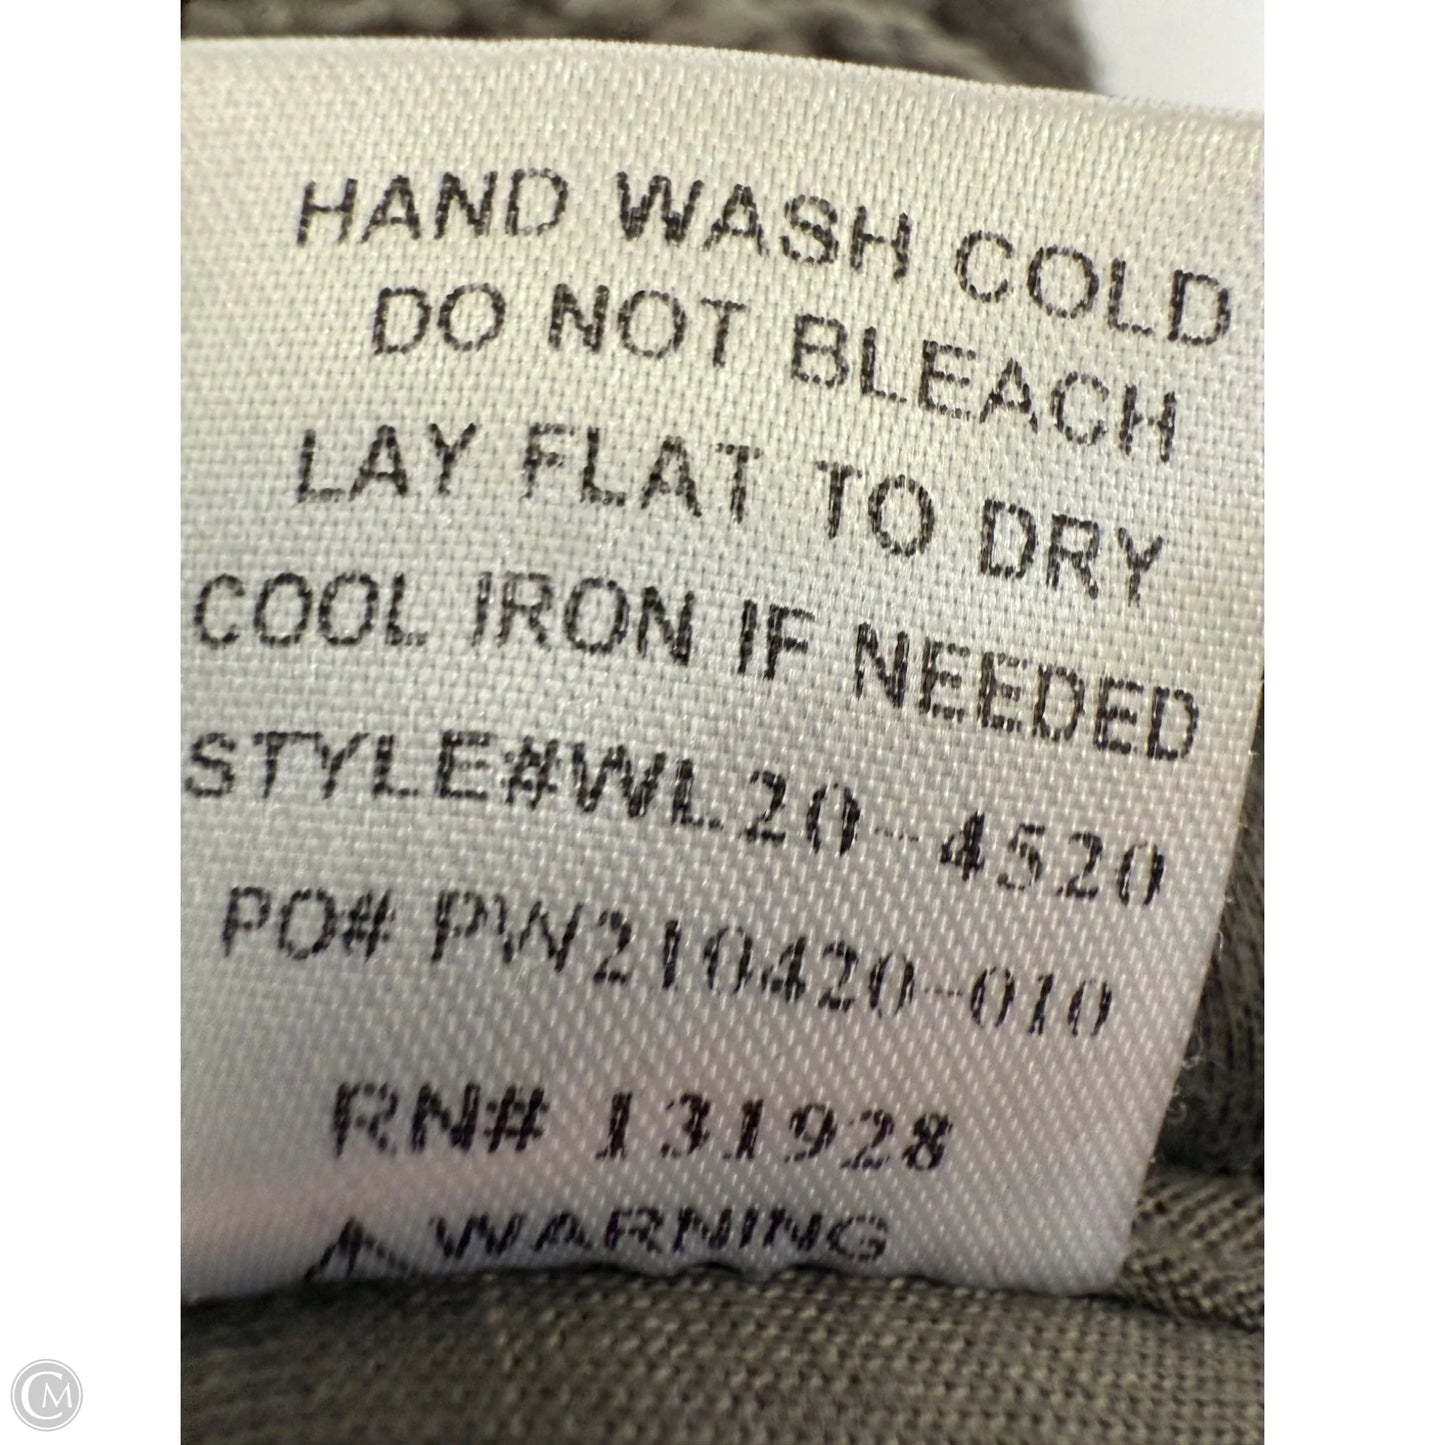 HAND WASH COLD
DO NOT BLEACH
LAY FLAT TO DRY
COOL IRON IF NEEDED
STYLE#WL20-4520
PO# PW210420-010
RN# 131928
⚠ WARNING
CM